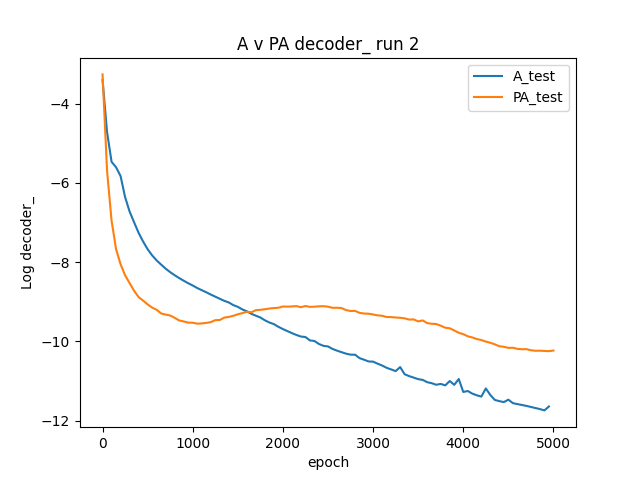 A v PA decoder_ run 2
A_test
PA_test
Log decoder_
−4
−6
−8
−10
−12
0
1000
2000
3000
4000
5000
epoch